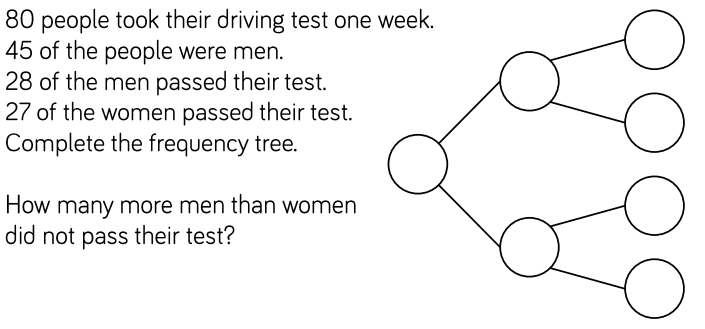 80 people took their driving test one week.
45 of the people were men.
28 of the men passed their test.
27 of the women passed their test.
Complete the frequency tree.
How many more men than women
did not pass their test?